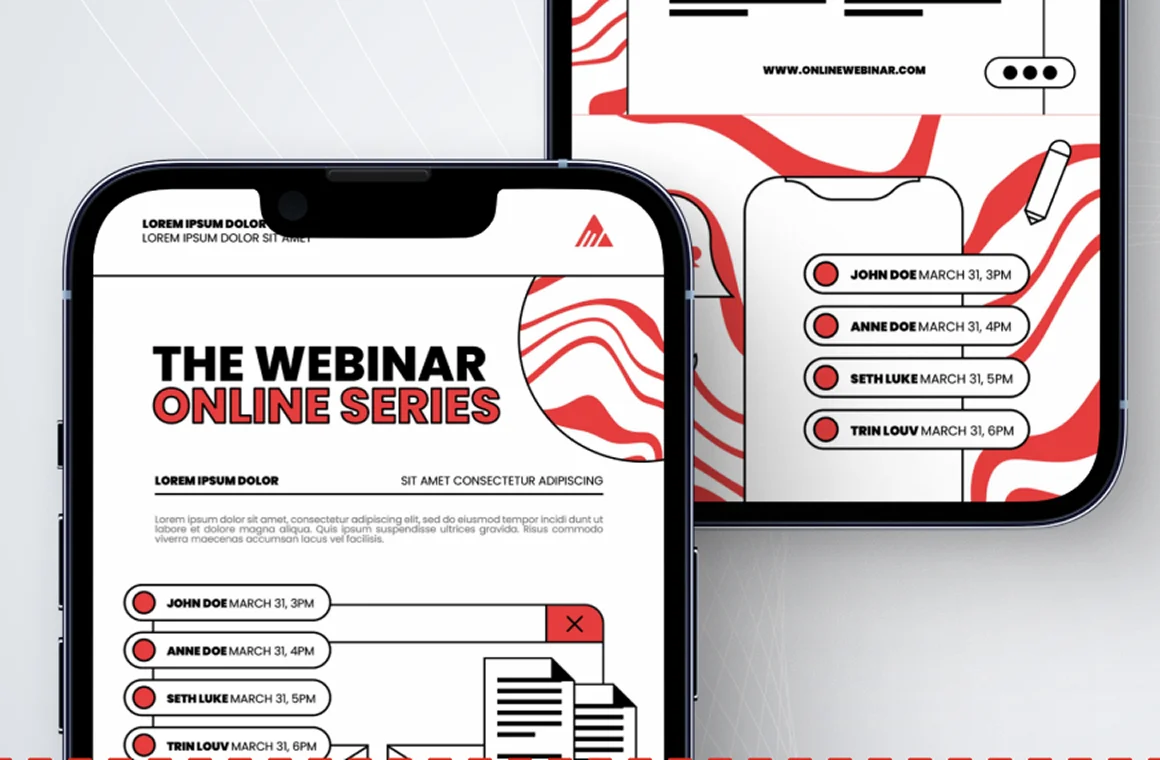 WWW.ONLINEWEBINAR.COM
JOHN DOE MARCH 31, 3PM
ANNE DOE MARCH 31, 4PM
SETH LUKE MARCH 31, 5PM
TRIN LOUV MARCH 31, 6PM
LOREM IPSUM DOLOR
LOREM IPSUM DOLOR SIT AMET
THE WEBINAR
ONLINE SERIES
LOREM IPSUM DOLOR SIT AMET CONSECTETUR ADIPISCING
Lorem ipsum dolor sit amet, consectetur adipiscing elit, sed do eiusmod tempor incidi dunt ut
labore et dolore magna aliqua. Quis ipsum suspendisse ultrices gravida. Risus commodo
viverra maecenas accumsan lacus vel facilisis.
JOHN DOE MARCH 31, 3PM
ANNE DOE MARCH 31, 4PM
SETH LUKE MARCH 31, 5PM
TRIN LOUV MARCH 31, 6PM